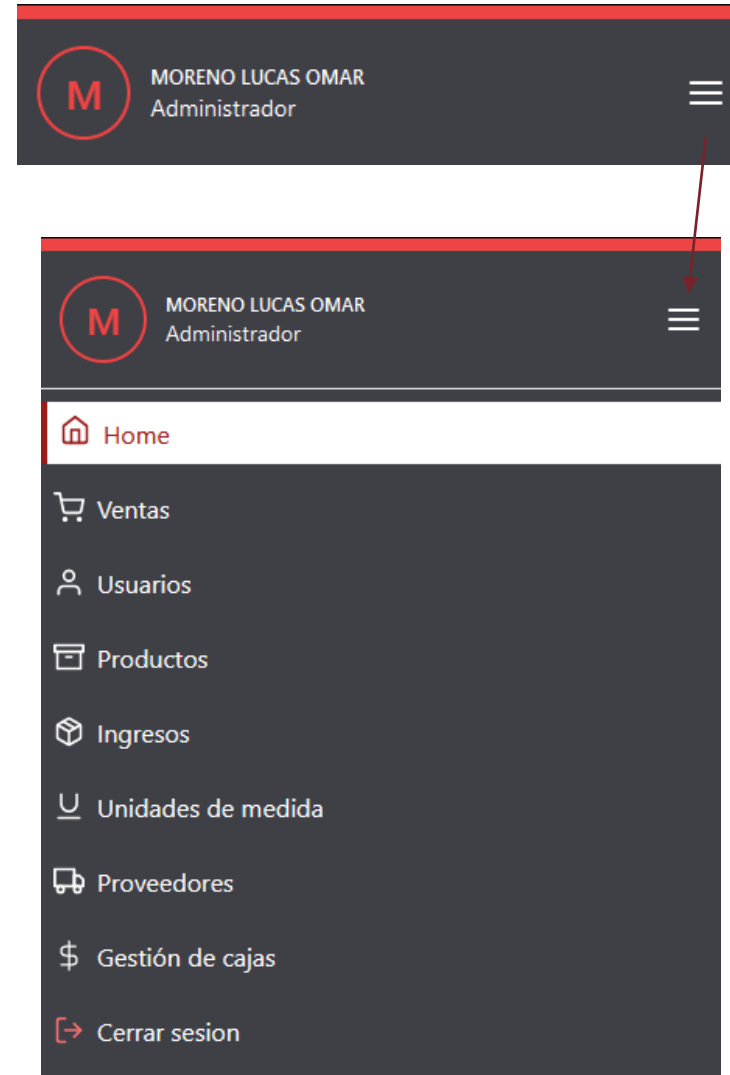 M
MORENO LUCAS OMAR
Administrador
M
MORENO LUCAS OMAR
Administrador
Home
Ventas
Usuarios
Productos
Ingresos
Unidades de medida
Proveedores
$ Gestión de cajas
Cerrar sesion